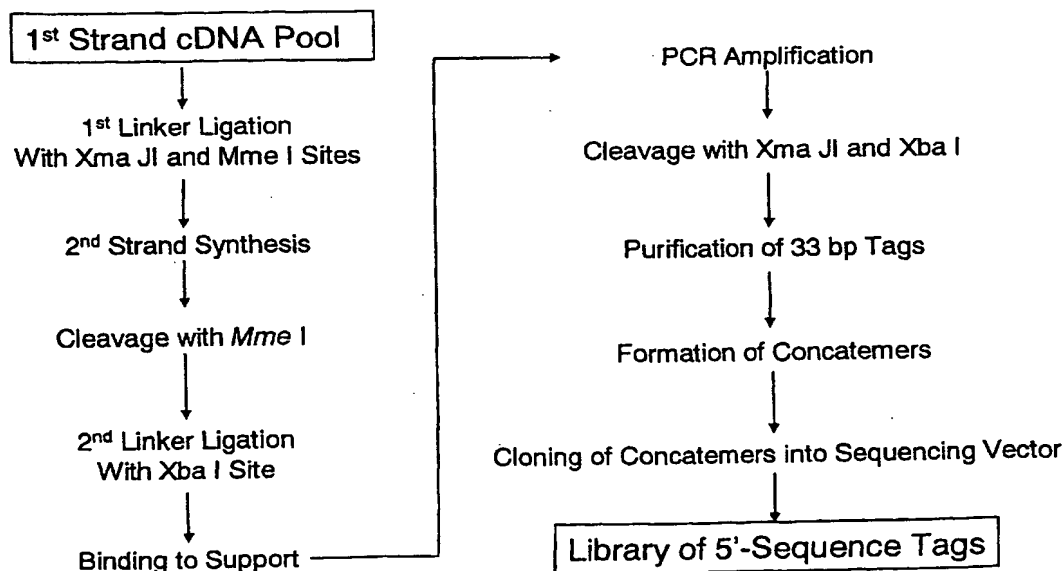 1st Strand cDNA Pool
1st Linker Ligation
With Xma JI and Mme I Sites
2nd Strand Synthesis
Cleavage with Mme I
2nd Linker Ligation
With Xba I Site
Binding to Support
PCR Amplification
Cleavage with Xma JI and Xba I
Purification of 33 bp Tags
Formation of Concatemers
Cloning of Concatemers into Sequencing Vector
Library of 5'-Sequence Tags